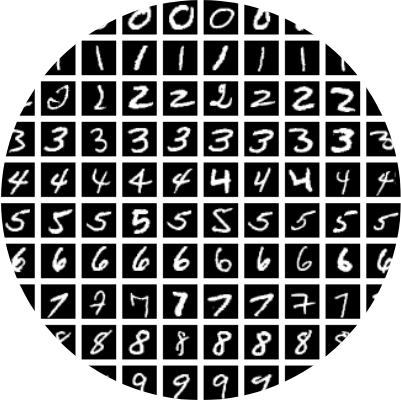 0 0 0 0
1 1 1 1 1 1 1 1
2 2 2 2 2 2 2 2
3 3 3 3 3 3 3 3 3 3
4 4 4 4 4 4 4 4 4 4
5 5 5 5 5 5 5 5 5 5
6 6 6 6 6 6 6 6 6 6
7 7 7 7 7 7 7 7
8 8 8 8 8 8 8 8
9 9 9 9